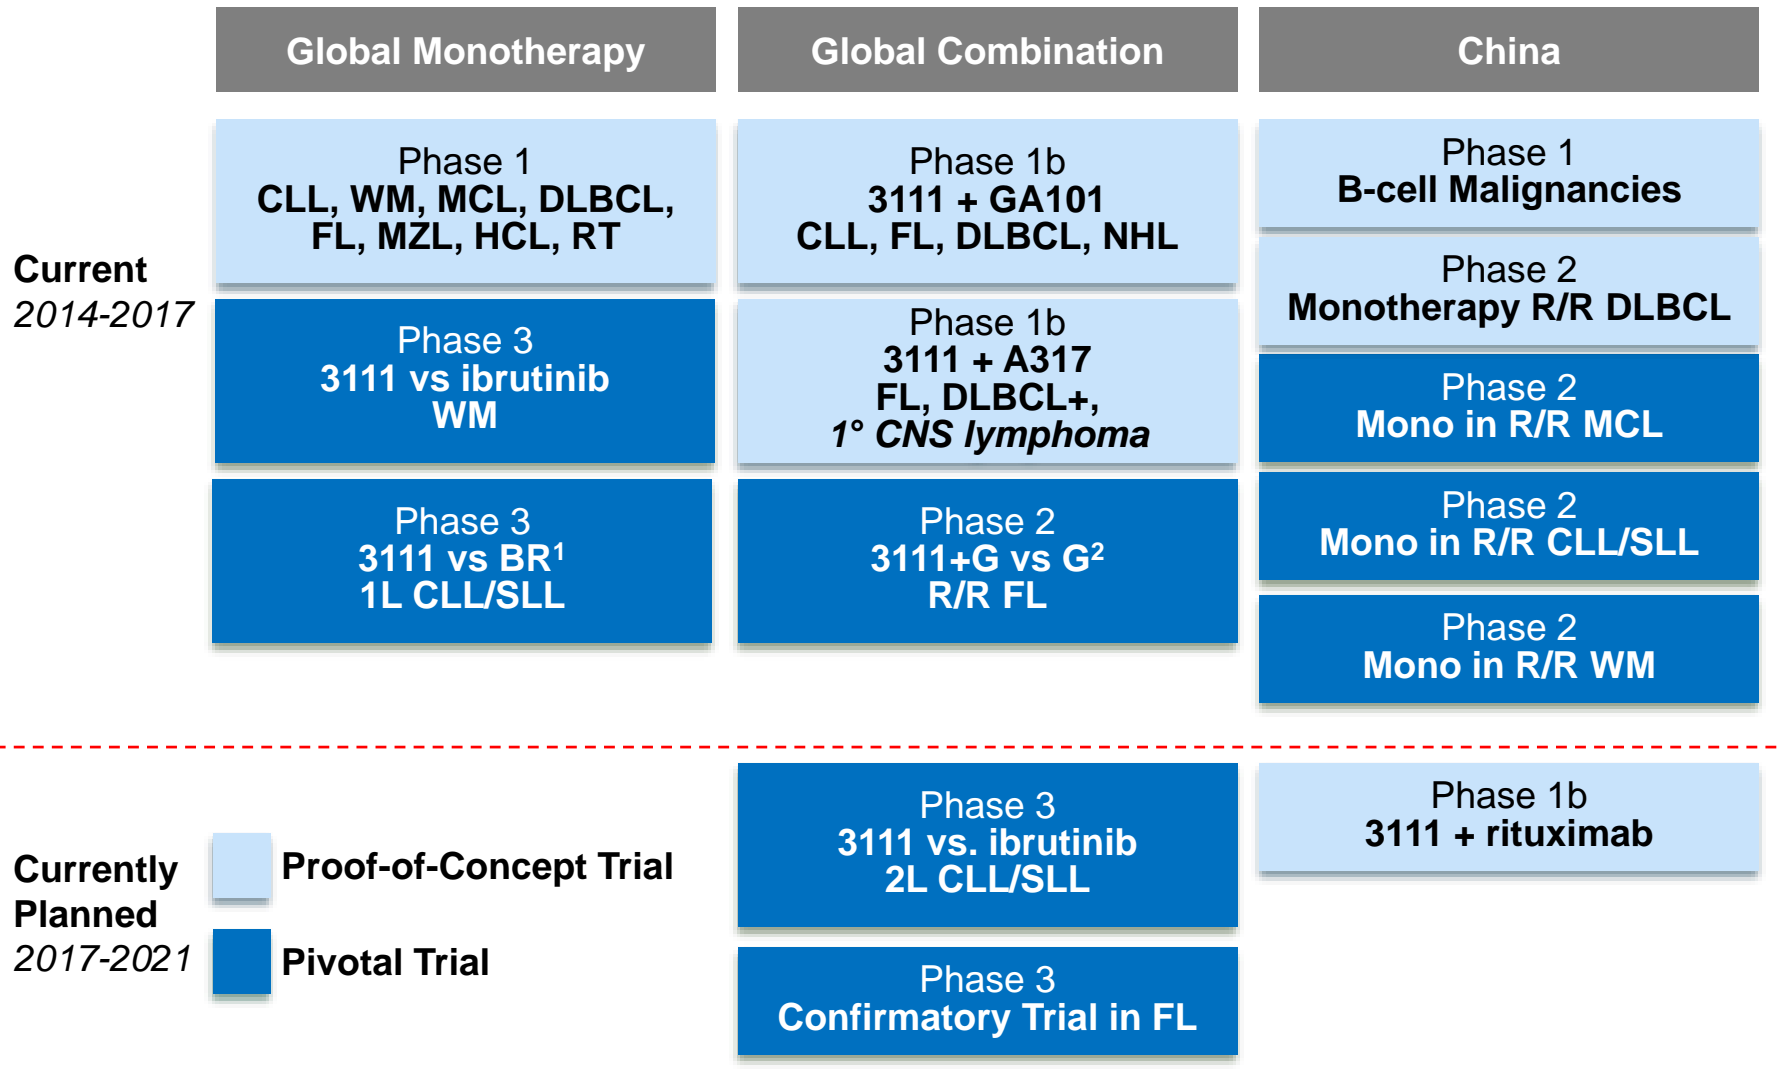 Global Monotherapy
Global Combination
China
Current
2014-2017
Phase 1
CLL, WM, MCL, DLBCL,
FL, MZL, HCL, RT
Phase 3
3111 vs ibrutinib
WM
Phase 3
3111 vs BR¹
1L CLL/SLL
Phase 1b
3111 + GA101
CLL, FL, DLBCL, NHL
Phase 1b
3111 + A317
FL, DLBCL+,
1° CNS lymphoma
Phase 2
3111+G vs G²
R/R FL
Phase 1
B-cell Malignancies
Phase 2
Monotherapy R/R DLBCL
Phase 2
Mono in R/R MCL
Phase 2
Mono in R/R CLL/SLL
Phase 2
Mono in R/R WM
Currently
Planned
2017-2021
Proof-of-Concept Trial
Pivotal Trial
Phase 3
3111 vs. ibrutinib
2L CLL/SLL
Phase 3
Confirmatory Trial in FL
Phase 1b
3111 + rituximab